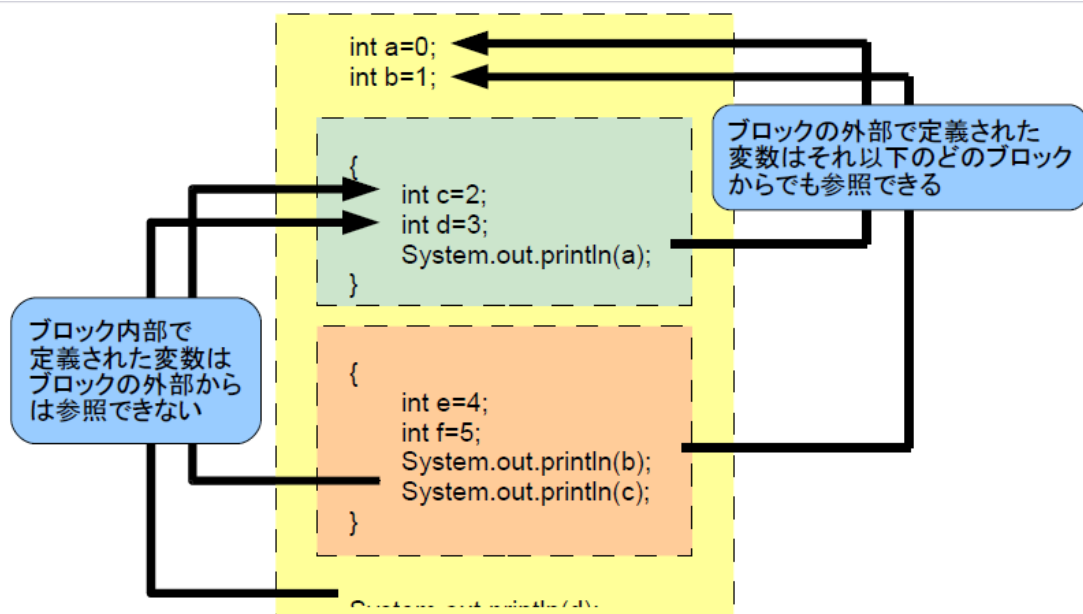 int a=0;
int b=1;
ブロックの外部で定義された
変数はそれ以下のどのブロック
からでも参照できる
{
int c=2;
int d=3;
System.out.println(a);
}
ブロック内部で
定義された変数は
ブロックの外部から
は参照できない
{
int e=4;
int f=5;
System.out.println(b);
System.out.println(c);
}
System.out.println(d);